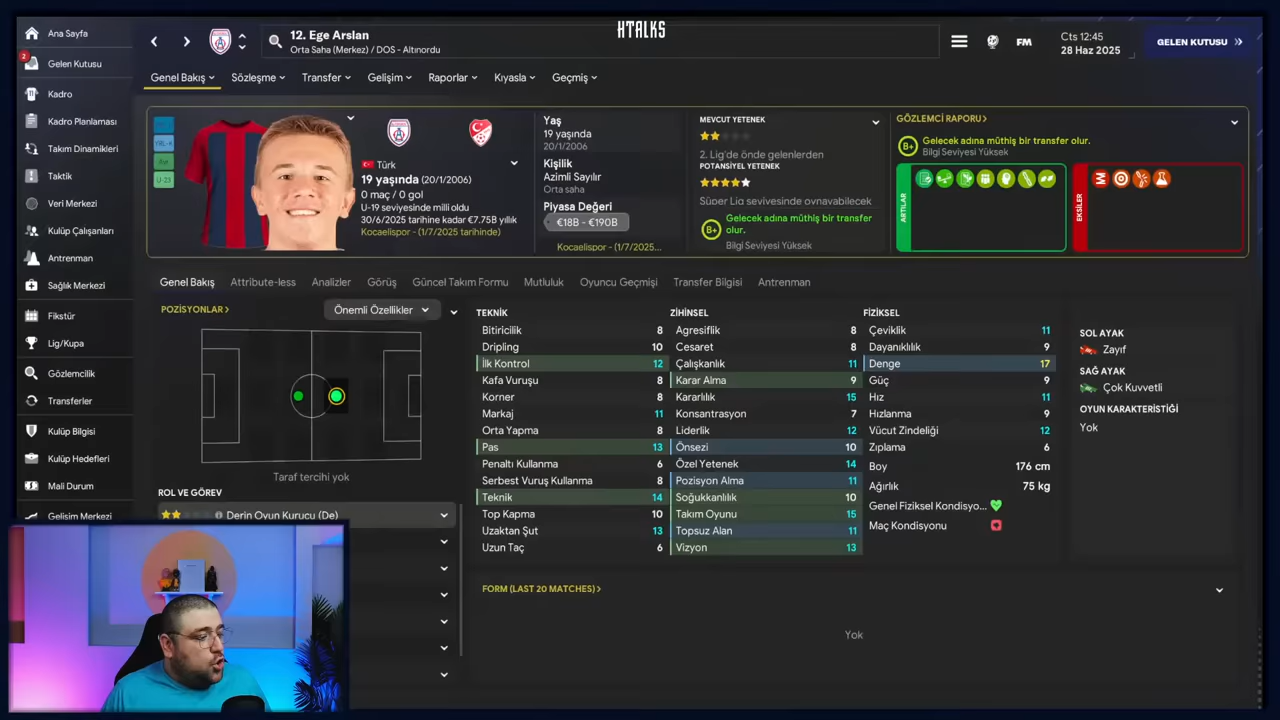 HTALKS
Ana Sayfa
2
Gelen Kutusu
Kadro
Kadro Planlaması
Takım Dinamikleri
Taktik
Veri Merkezi
Kulüp Çalışanları
Antrenman
Sağlık Merkezi
Fikstür
Lig/Kupa
Gözlemcilik
Transferler
Kulüp Bilgisi
Kulüp Hedefleri
Mali Durum
Gelişim Merkezi
12. Ege Arslan
Orta Saha (Merkez) / DOS - Altınordu
FM
Cts 12:45
28 Haz 2025
GELEN KUTUSU
Genel Bakış
Sözleşme
Transfer
Gelişim
Raporlar
Kıyasla
Geçmiş
U-23
Türk
19 yaşında (20/1/2006)
0 maç / 0 gol
U-19 seviyesinde milli oldu
30/6/2025 tarihine kadar €7.75B yıllık
Kocaelispor - (1/7/2025 tarihinde)
Yaş
19 yaşında
20/1/2006
Kişilik
Azimli Sayılır
Orta saha
Piyasa Değeri
€18B - €190B
Kocaelispor - (1/7/2025...
MEVCUT YETENEK
2. Lig'de önde gelenlerden
POTANSİYEL YETENEK
Süper Lig seviyesinde oynayabilecek
B+
Gelecek adına müthiş bir transfer
olur.
Bilgi Seviyesi Yüksek
GÖZLEMCİ RAPORU
B+
Gelecek adına müthiş bir transfer olur.
Bilgi Seviyesi Yüksek
ARTILAR
EKSİLER
Genel Bakış
Attribute-less
Analizler
Görüş
Güncel Takım Formu
Mutluluk
Oyuncu Geçmişi
Transfer Bilgisi
Antrenman
POZİSYONLAR
Önemli Özellikler
Taraf tercihi yok
ROL VE GÖREV
Derin Oyun Kurucu (De)
TEKNİK
Bitiricilik 8
Dripling 10
İlk Kontrol 12
Kafa Vuruşu 8
Korner 8
Markaj 11
Orta Yapma 8
Pas 13
Penaltı Kullanma 6
Serbest Vuruş Kullanma 8
Teknik 14
Top Kapma 10
Uzaktan Şut 13
Uzun Taç 6
ZİHİNSEL
Agresiflik 8
Cesaret 8
Çalışkanlık 11
Karar Alma 9
Kararlılık 15
Konsantrasyon 7
Liderlik 12
Önsezi 10
Özel Yetenek 14
Pozisyon Alma 11
Soğukkanlılık 10
Takım Oyunu 15
Topsuz Alan 11
Vizyon 13
FİZİKSEL
Çeviklik 11
Dayanıklılık 9
Denge 17
Güç 9
Hız 11
Hızlanma 9
Vücut Zindeliği 12
Zıplama 6
Boy 176 cm
Ağırlık 75 kg
Genel Fiziksel Kondisyo...
Maç Kondisyonu
SOL AYAK
Zayıf
SAĞ AYAK
Çok Kuvvetli
OYUN KARAKTERİSTİĞİ
Yok
FORM (LAST 20 MATCHES)
Yok